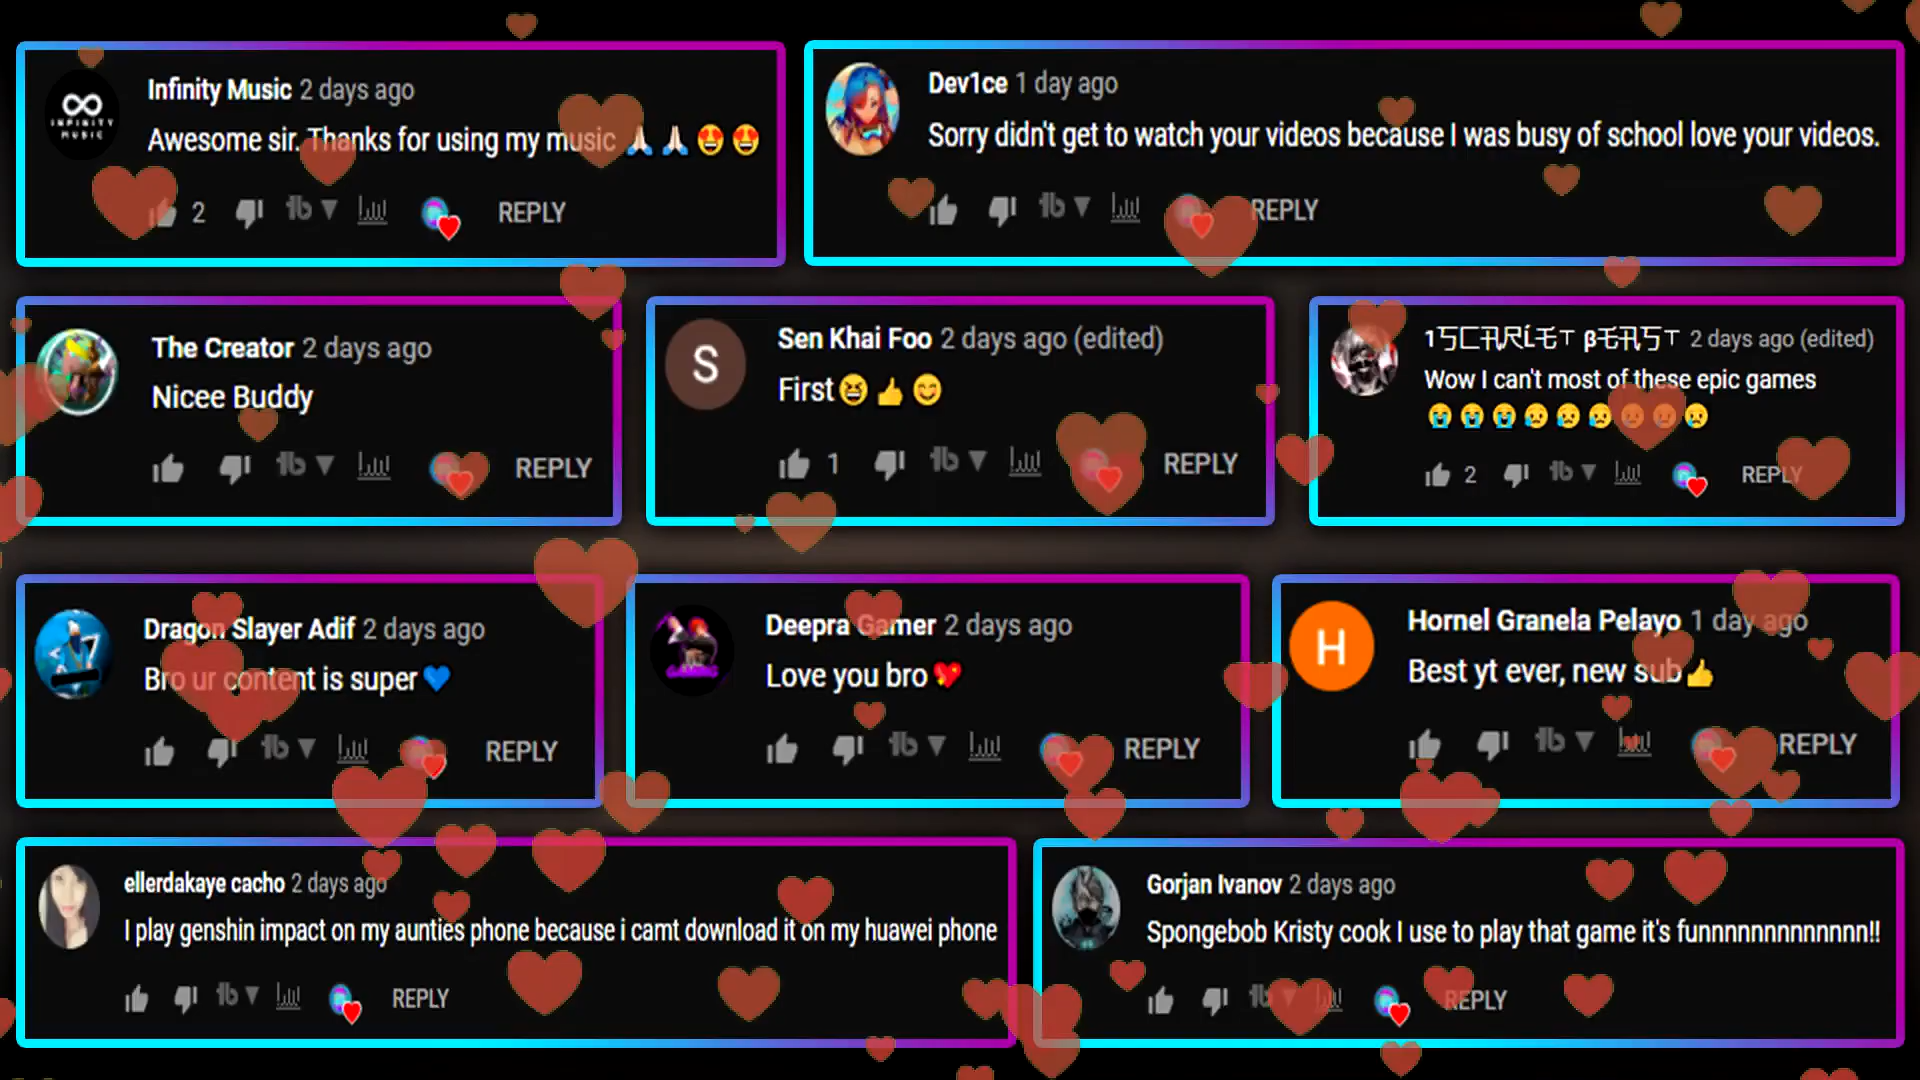 Infinity Music 2 days ago
Awesome sir. Thanks for using my music 🙏🏻 🙏🏻 😍 😍
2 REPLY
INFINITY
MUSIC
Dev1ce 1 day ago
Sorry didn't get to watch your videos because I was busy of school love your videos.
REPLY
The Creator 2 days ago
Nicee Buddy
REPLY
S
Sen Khai Foo 2 days ago (edited)
First😆👍😊
1 REPLY
2 days ago (edited)
Wow I can't most of these epic games
😭😭😭😥😥😥😥😥😥
2 REPLY
Dragon Slayer Adif 2 days ago
Bro ur content is super💙
REPLY
Deepra Gamer 2 days ago
Love you bro💖
REPLY
H
Hornel Granela Pelayo 1 day ago
Best yt ever, new sub👍
REPLY
ellerdakaye cacho 2 days ago
I play genshin impact on my aunties phone because i camt download it on my huawei phone
REPLY
Gorjan Ivanov 2 days ago
Spongebob Kristy cook I use to play that game it's funnnnnnnnnnnnn!!
REPLY